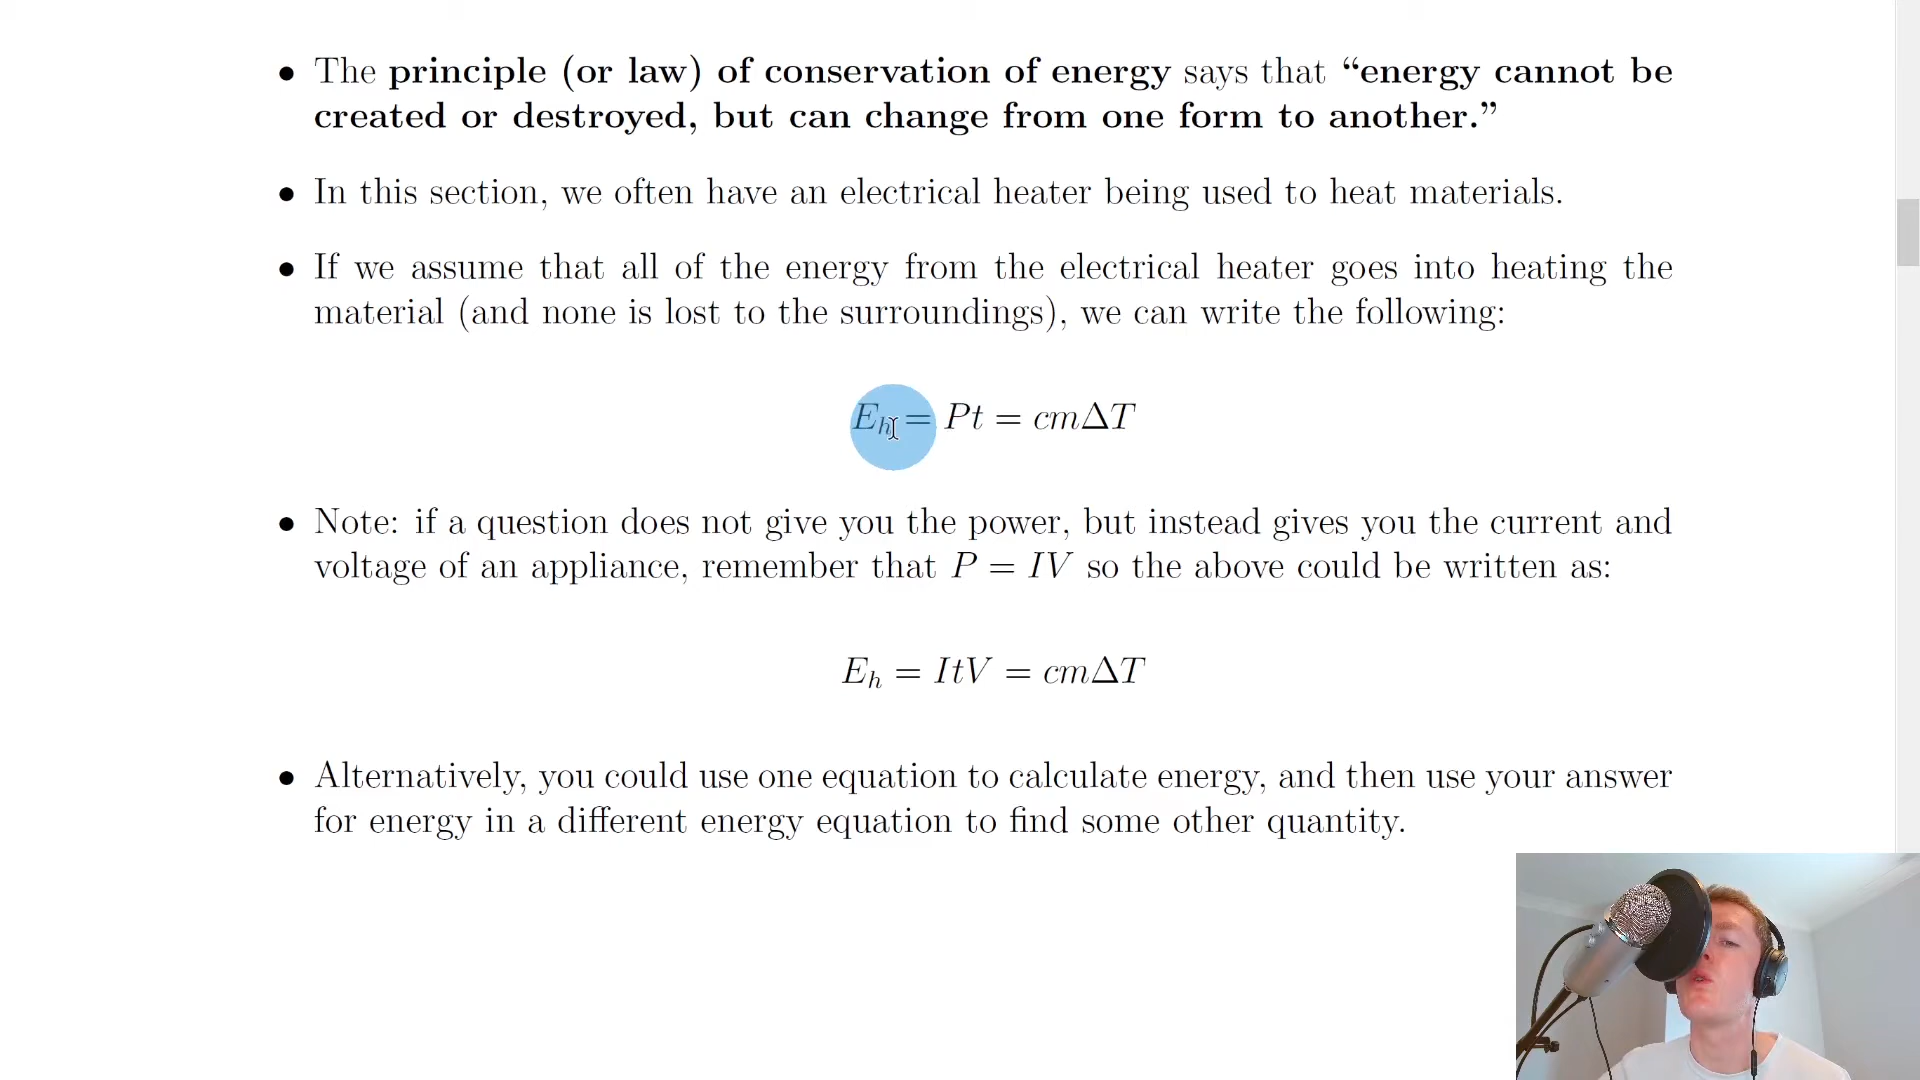 • The principle (or law) of conservation of energy says that “energy cannot be
created or destroyed, but can change from one form to another.”
• In this section, we often have an electrical heater being used to heat materials.
• If we assume that all of the energy from the electrical heater goes into heating the
material (and none is lost to the surroundings), we can write the following:
E_h = Pt = cmΔT
• Note: if a question does not give you the power, but instead gives you the current and
voltage of an appliance, remember that P = IV so the above could be written as:
E_h = ItV = cmΔT
• Alternatively, you could use one equation to calculate energy, and then use your answer
for energy in a different energy equation to find some other quantity.